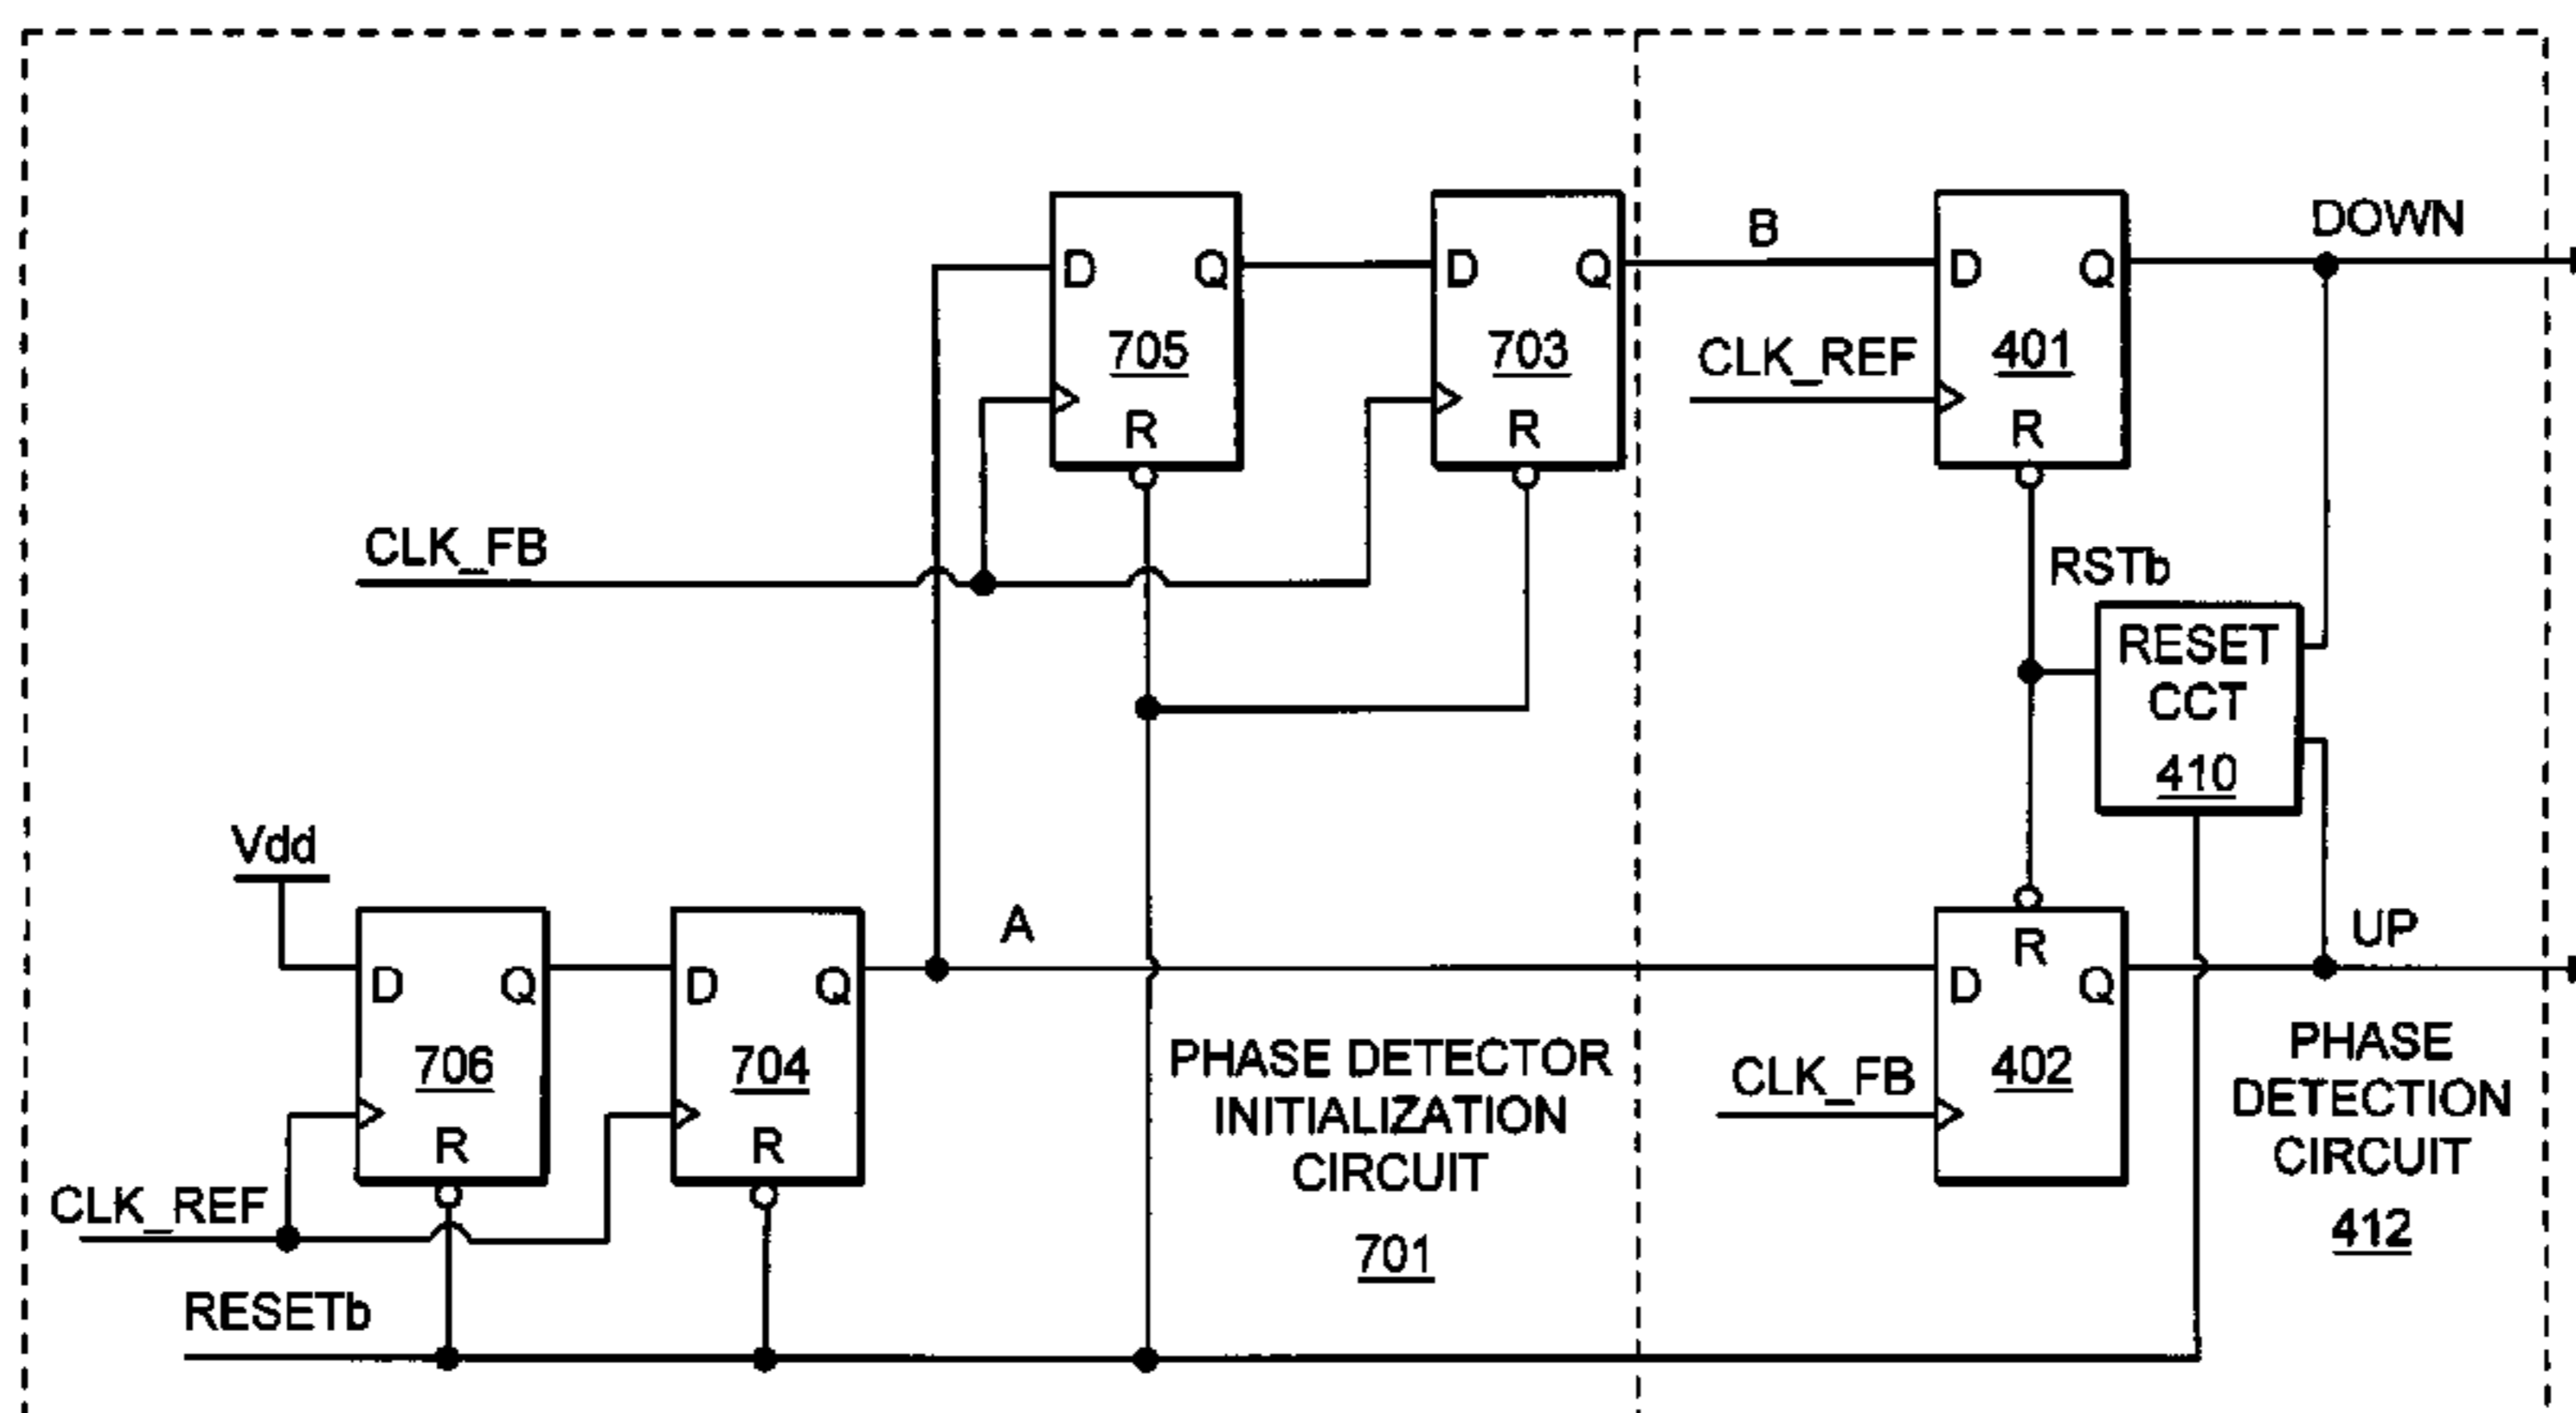 B
DOWN
D
Q
D
Q
D
Q
705
703
CLK_REF
401
R
R
R
CLK_FB
RSTb
RESET
CCT
410
Vdd
A
UP
D
Q
D
Q
R
D
Q
706
704
402
PHASE DETECTOR
INITIALIZATION
CIRCUIT
701
CLK_FB
PHASE
DETECTION
CIRCUIT
412
R
R
CLK_REF
RESETb